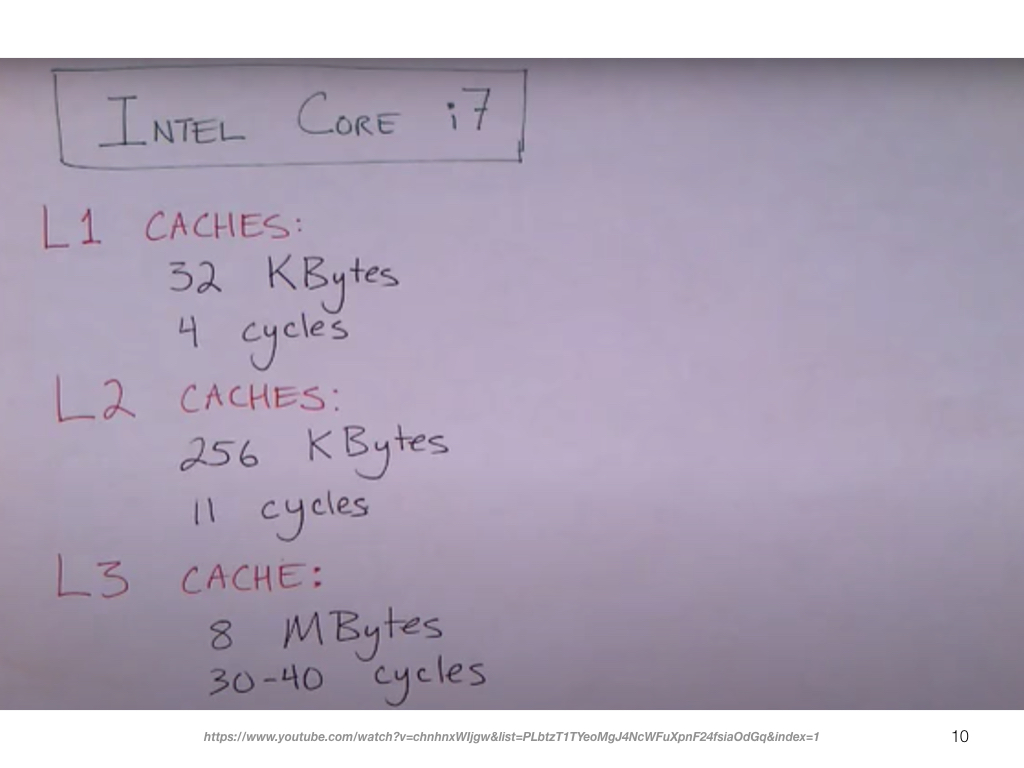 INTEL CORE i7
L1 CACHES:
32 KBytes
4 cycles
L2 CACHES:
256 KBytes
11 cycles
L3 CACHE:
8 MBytes
30-40 cycles
https://www.youtube.com/watch?v=chnhnxWIjgw&list=PLbtzT1TYeoMgJ4NcWFuXpnF24fsiaOdGq&index=1
10